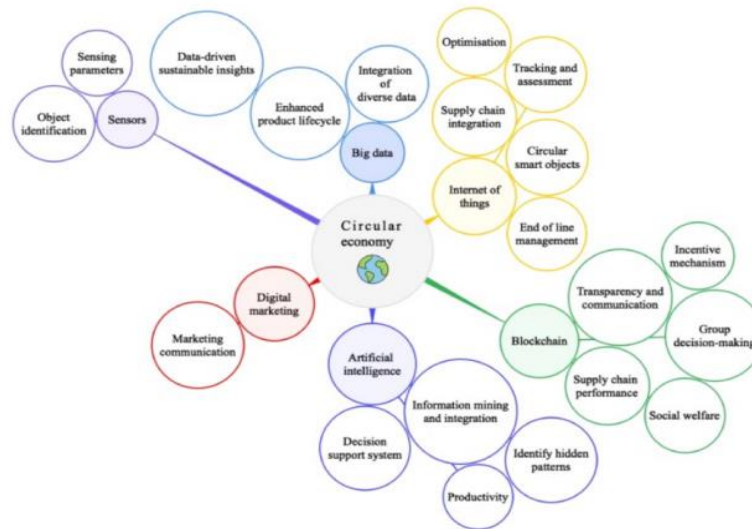 Sensing
parameters
Object
identification
Sensors
Data-driven
sustainable insights
Enhanced
product lifecycle
Integration
of
diverse data
Big data
Optimisation
Tracking and
assessment
Supply chain
integration
Circular
smart objects
Internet of
things
End of line
management
Circular
economy
Digital
marketing
Marketing
communication
Artificial
intelligence
Information mining
and integration
Decision
support system
Identify hidden
patterns
Productivity
Blockchain
Transparency and
communication
Incentive
mechanism
Group
decision-making
Supply chain
performance
Social welfare